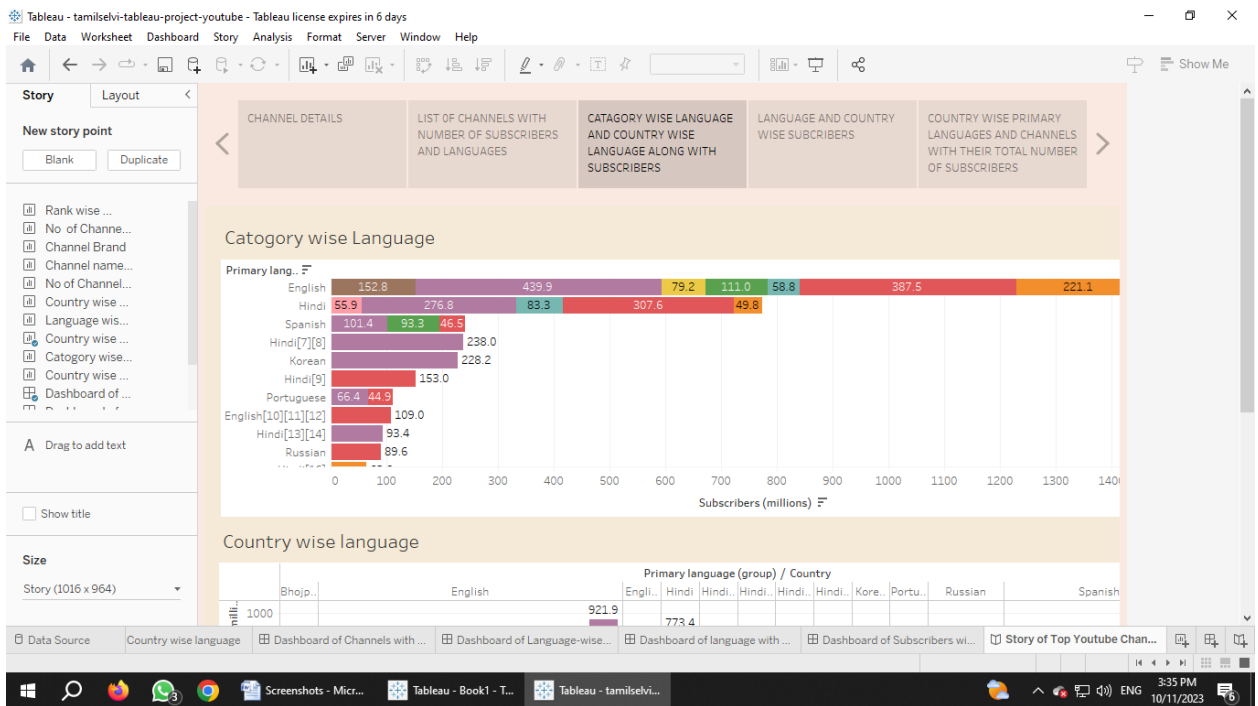 Tableau - tamilselvi-tableau-project-youtube - Tableau license expires in 6 days
File Data Worksheet Dashboard Story Analysis Format Server Window Help
Show Me
Story Layout
New story point
Blank Duplicate
Rank wise ...
No of Channe...
Channel Brand
Channel name...
No of Channel...
Country wise ...
Language wis...
Country wise ...
Catogory wise...
Country wise ...
Dashboard of ...
A Drag to add text
Show title
Size
Story (1016 x 964)
CHANNEL DETAILS
LIST OF CHANNELS WITH
NUMBER OF SUBSCRIBERS
AND LANGUAGES
CATAGORY WISE LANGUAGE
AND COUNTRY WISE
LANGUAGE ALONG WITH
SUBSCRIBERS
LANGUAGE AND COUNTRY
WISE SUBCRIBERS
COUNTRY WISE PRIMARY
LANGUAGES AND CHANNELS
WITH THEIR TOTAL NUMBER
OF SUBSCRIBERS
Catogory wise Language
Primary lang..
English 152.8 439.9 79.2 111.0 58.8 387.5 221.1
Hindi 55.9 276.8 83.3 307.6 49.8
Spanish 101.4 93.3 46.5
Hindi[7][8] 238.0
Korean 228.2
Hindi[9] 153.0
Portuguese 66.4 44.9
English[10][11][12] 109.0
Hindi[13][14] 93.4
Russian 89.6
0 100 200 300 400 500 600 700 800 900 1000 1100 1200 1300 140
Subscribers (millions)
Country wise language
Primary language (group) / Country
Bhojp.. English Engli.. Hindi Hindi.. Hindi.. Hindi.. Hindi.. Kore.. Portu.. Russian Spanish
1000 921.9
773.4
Data Source Country wise language Dashboard of Channels with ... Dashboard of Language-wise... Dashboard of language with ... Dashboard of Subscribers wi... Story of Top Youtube Chan...
3 Screenshots - Micr... Tableau - Book1 - T... Tableau - tamilselvi... ENG
3:35 PM
10/11/2023
6